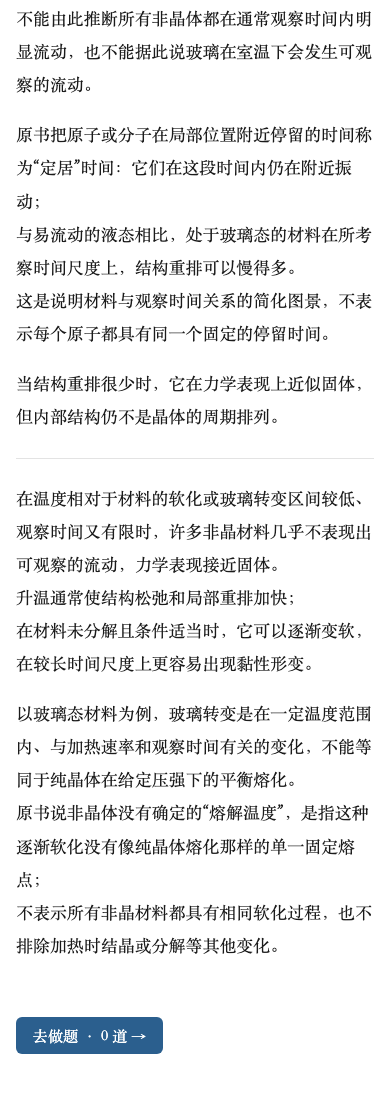 不能由此推断所有非晶体都在通常观察时间内明
显流动，也不能据此说玻璃在室温下会发生可观
察的流动。
原书把原子或分子在局部位置附近停留的时间称
为“定居”时间：它们在这段时间内仍在附近振
动；
与易流动的液态相比，处于玻璃态的材料在所考
察时间尺度上，结构重排可以慢得多。
这是说明材料与观察时间关系的简化图景，不表
示每个原子都具有同一个固定的停留时间。
当结构重排很少时，它在力学表现上近似固体，
但内部结构仍不是晶体的周期排列。
在温度相对于材料的软化或玻璃转变区间较低、
观察时间又有限时，许多非晶材料几乎不表现出
可观察的流动，力学表现接近固体。
升温通常使结构松弛和局部重排加快；
在材料未分解且条件适当时，它可以逐渐变软，
在较长时间尺度上更容易出现黏性形变。
以玻璃态材料为例，玻璃转变是在一定温度范围
内、与加热速率和观察时间有关的变化，不能等
同于纯晶体在给定压强下的平衡熔化。
原书说非晶体没有确定的“熔解温度”，是指这种
逐渐软化没有像纯晶体熔化那样的单一固定熔
点；
不表示所有非晶材料都具有相同软化过程，也不
排除加热时结晶或分解等其他变化。
去做题 · 0 道 →